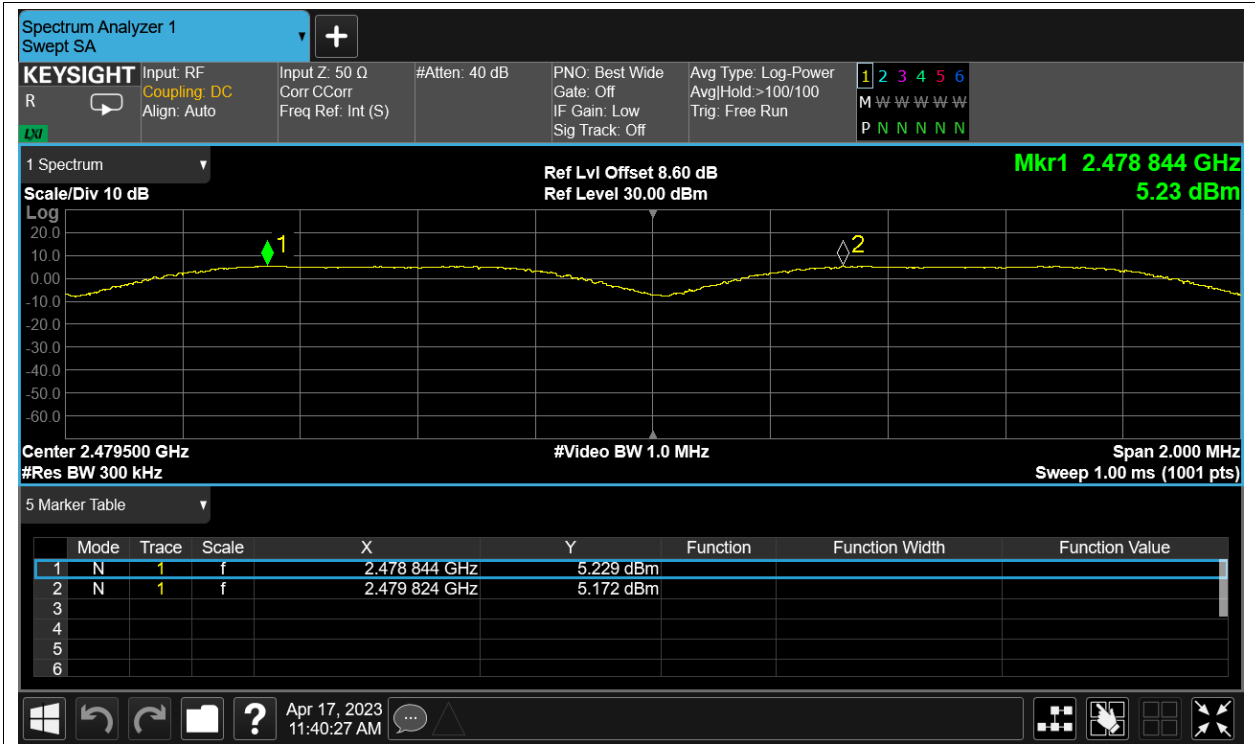 Spectrum Analyzer 1
Swept SA
KEYSIGHT
R
LXI
Input: RF
Coupling: DC
Align: Auto
Input Z: 50 Ω
Corr CCorr
Freq Ref: Int (S)
#Atten: 40 dB
PNO: Best Wide
Gate: Off
IF Gain: Low
Sig Track: Off
Avg Type: Log-Power
Avg|Hold:>100/100
Trig: Free Run
1 2 3 4 5 6
M W W W W W
P N N N N N
1 Spectrum
Scale/Div 10 dB
Ref Lvl Offset 8.60 dB
Ref Level 30.00 dBm
Mkr1 2.478 844 GHz
5.23 dBm
Log
20.0
10.0
0.00
-10.0
-20.0
-30.0
-40.0
-50.0
-60.0
1
2
Center 2.479500 GHz
#Res BW 300 kHz
#Video BW 1.0 MHz
Span 2.000 MHz
Sweep 1.00 ms (1001 pts)
5 Marker Table
Mode Trace Scale X Y Function Function Width Function Value
1 N 1 f 2.478 844 GHz 5.229 dBm
2 N 1 f 2.479 824 GHz 5.172 dBm
3
4
5
6
?
Apr 17, 2023
11:40:27 AM